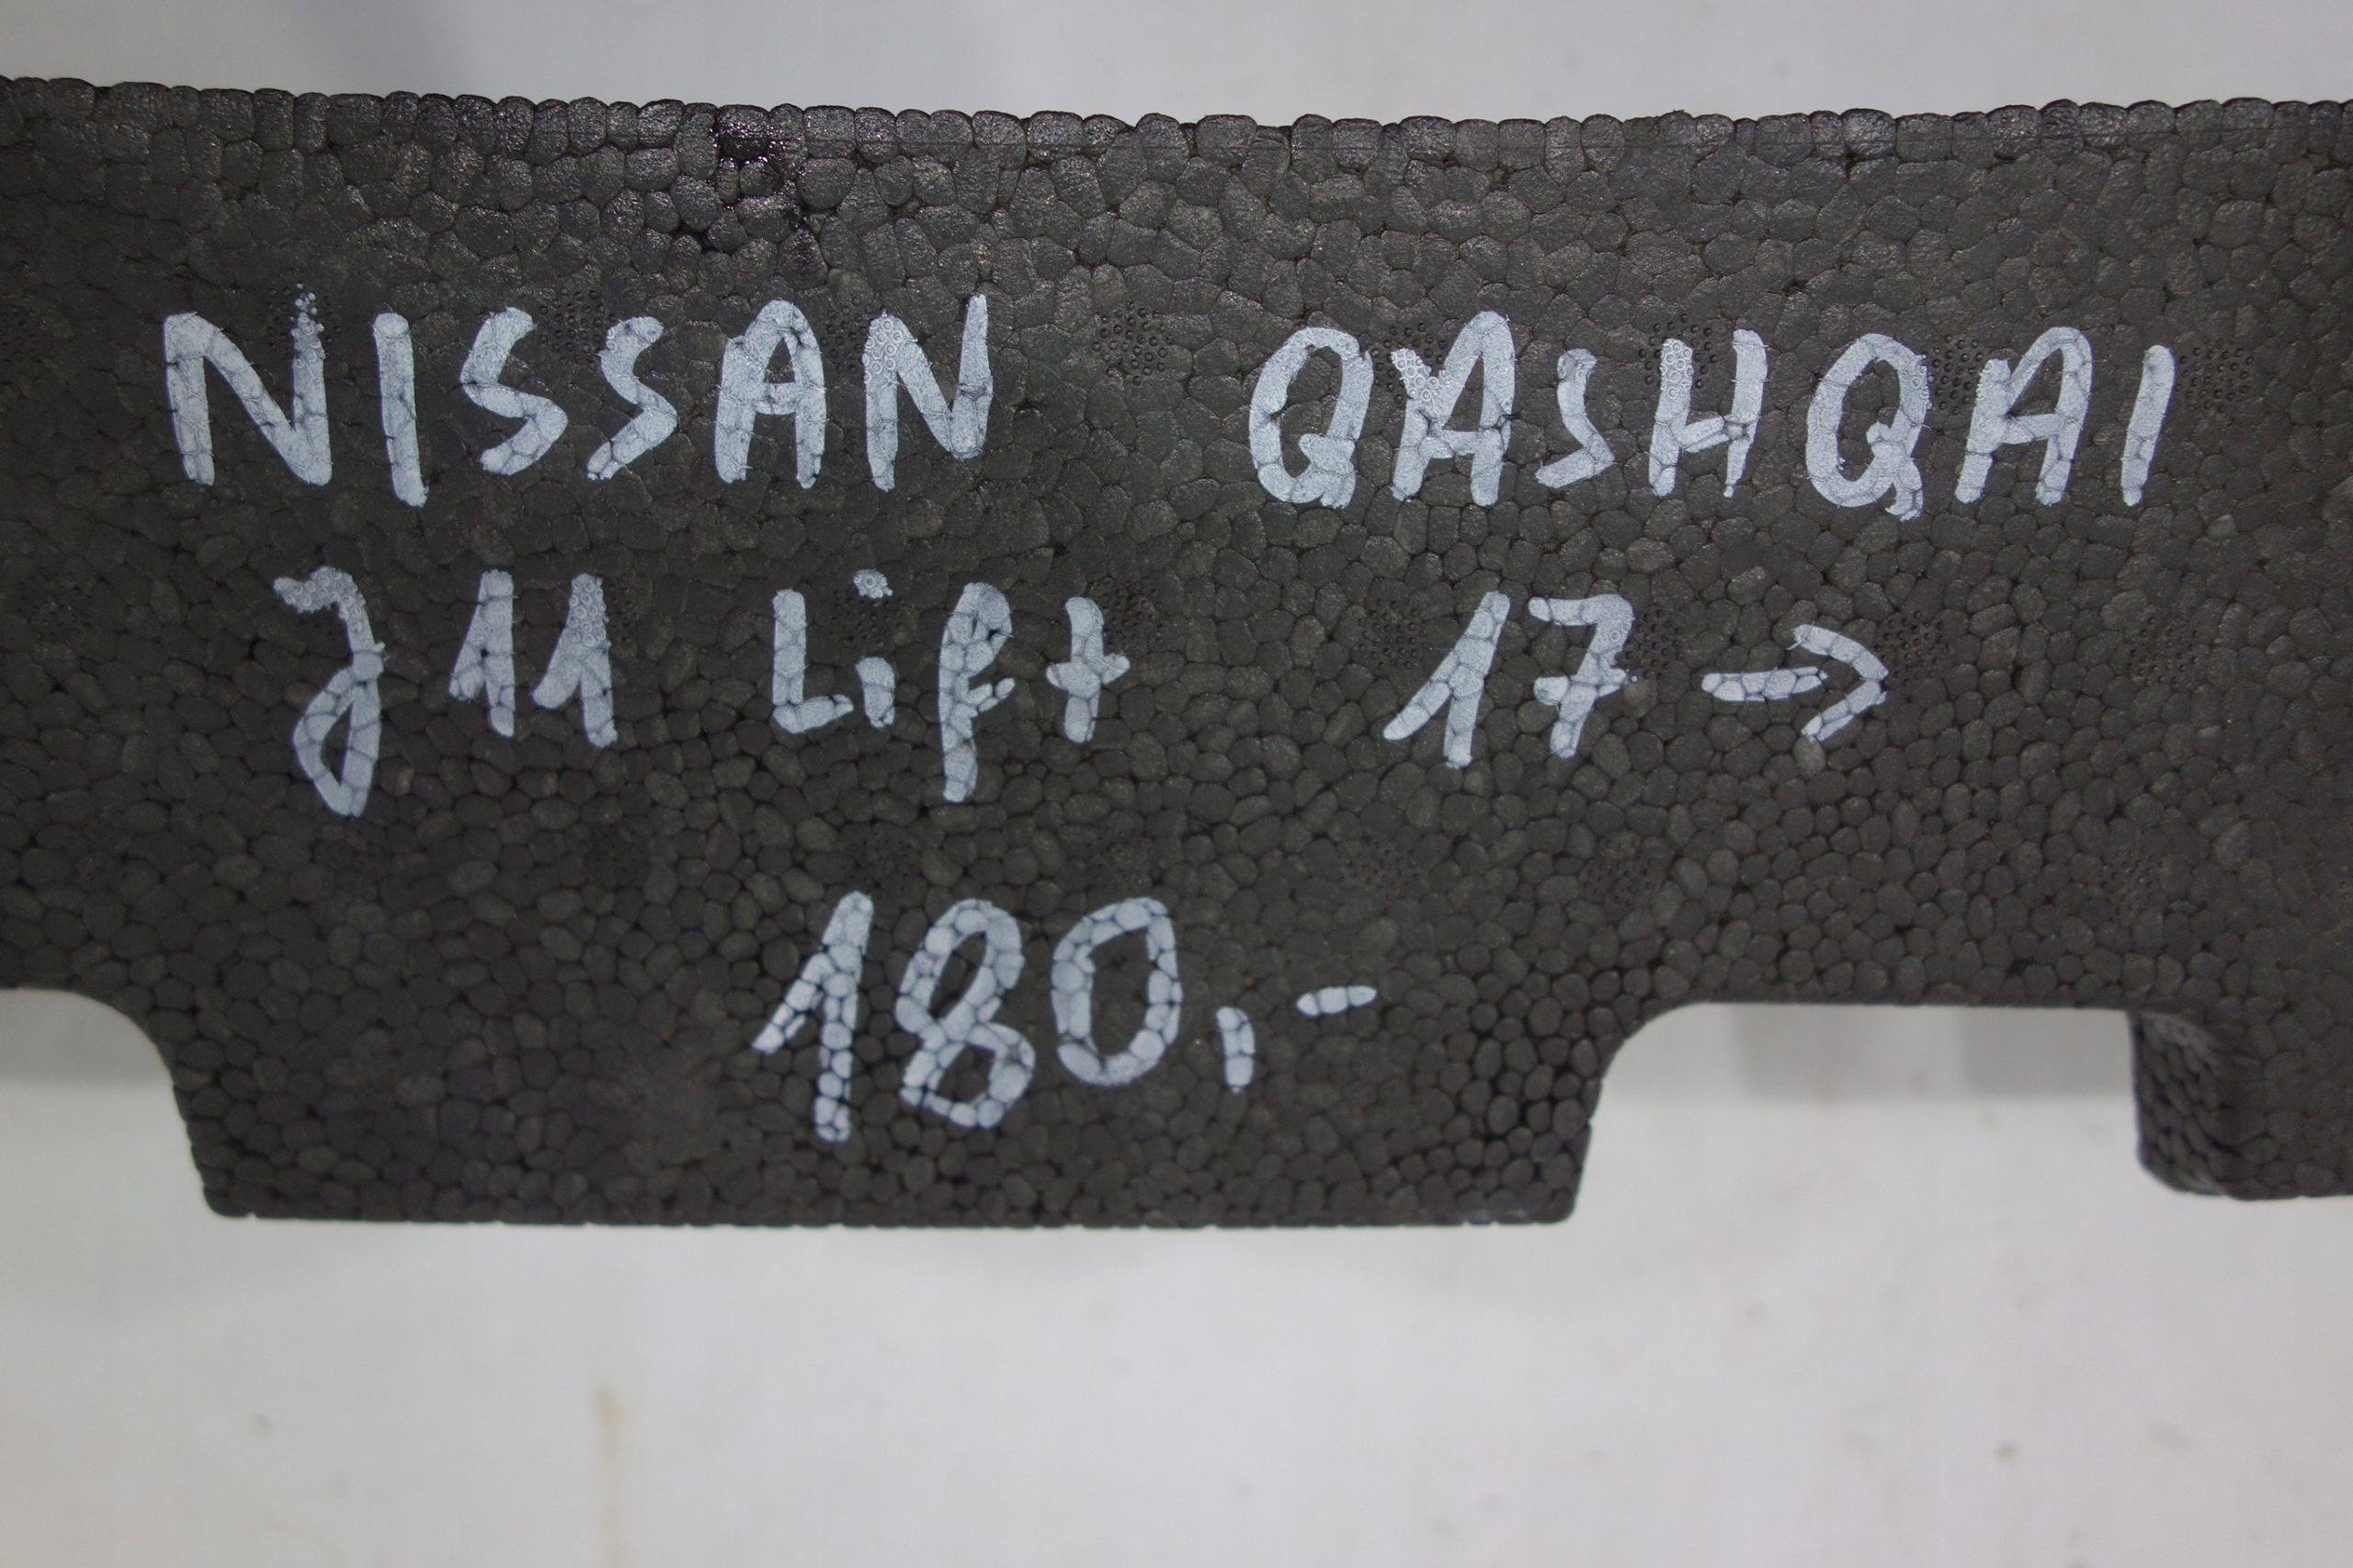 NISSAN QASHQAI
J11 Lift 17->
180,-